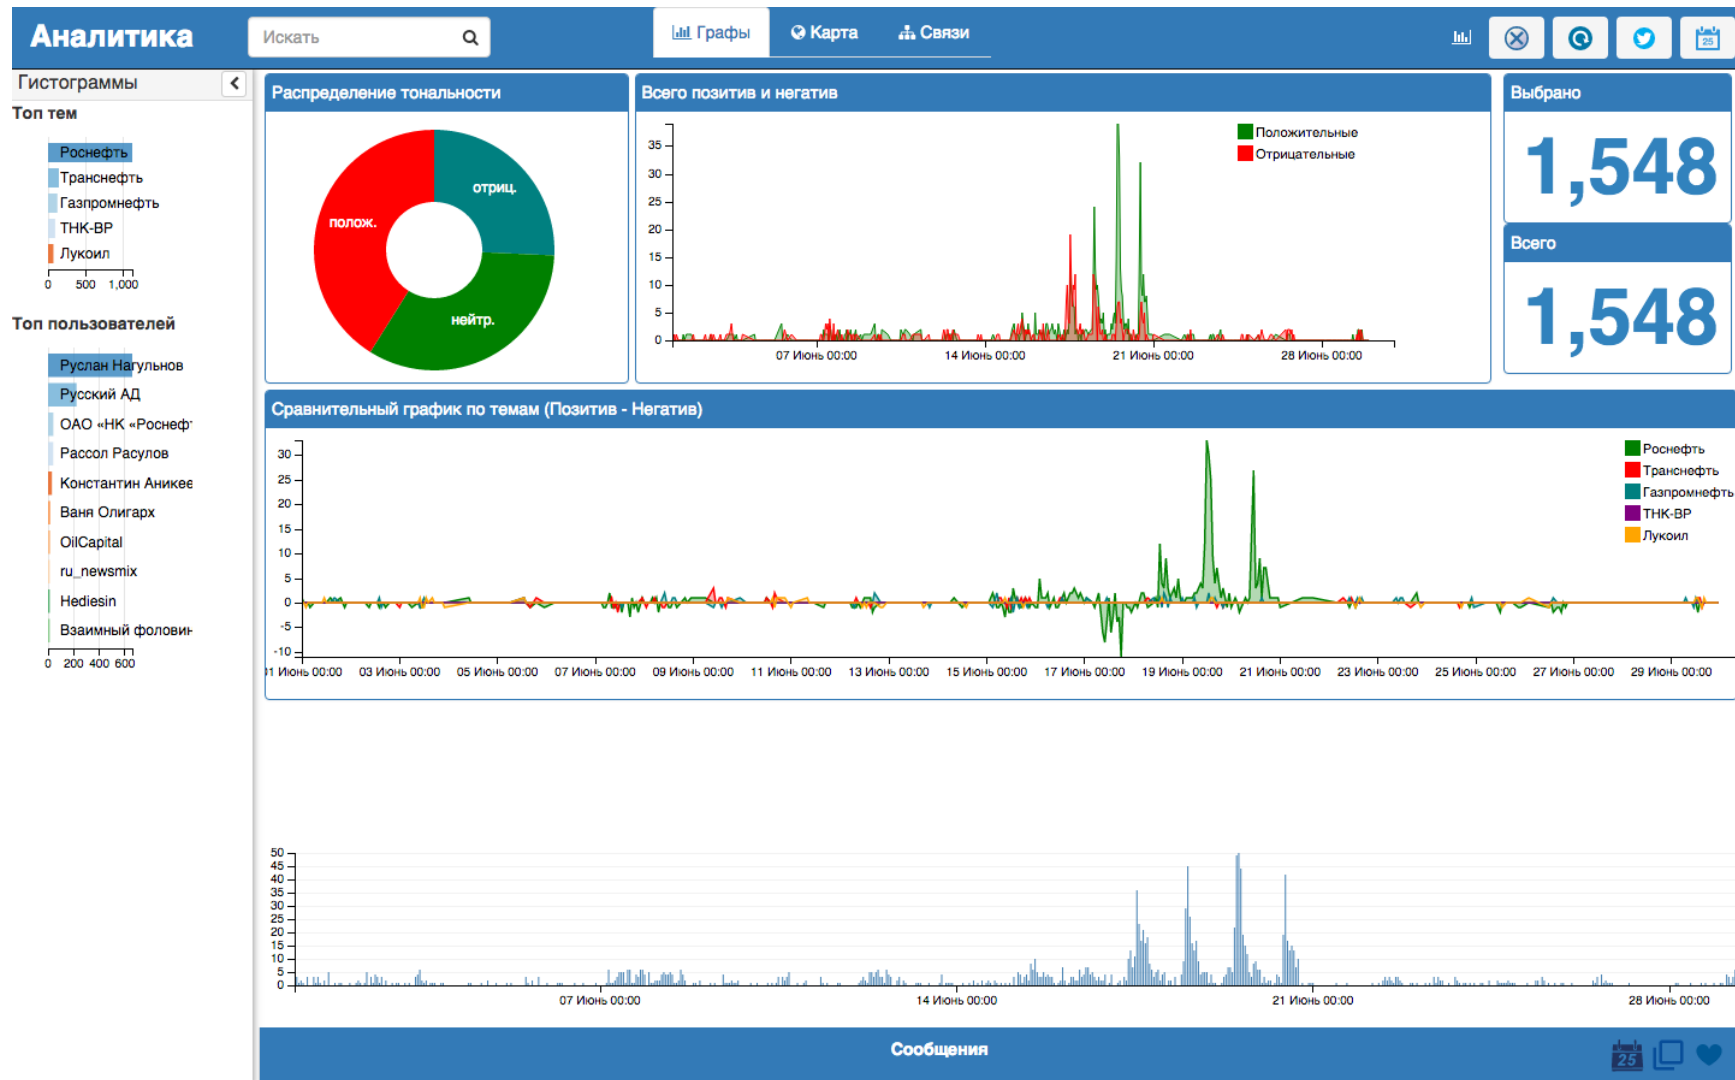 Аналитика
Искать
Графы
Карта
Связи
25
Гистограммы
Топ тем
Роснефть
Транснефть
Газпромнефть
ТНК-ВР
Лукоил
0 500 1,000
Топ пользователей
Руслан Нагульнов
Русский АД
ОАО «НК «Роснеф
Рассол Расулов
Константин Аникее
Ваня Олигарх
OilCapital
ru_newsmix
Hediesin
Взаимный фоловин
0 200 400 600
Распределение тональности
отриц.
полож.
нейтр.
Всего позитив и негатив
35
30
25
20
15
10
5
0
07 Июнь 00:00 14 Июнь 00:00 21 Июнь 00:00 28 Июнь 00:00
Положительные
Отрицательные
Выбрано
1,548
Всего
1,548
Сравнительный график по темам (Позитив - Негатив)
30
25
20
15
10
5
0
-5
-10
01 Июнь 00:00 03 Июнь 00:00 05 Июнь 00:00 07 Июнь 00:00 09 Июнь 00:00 11 Июнь 00:00 13 Июнь 00:00 15 Июнь 00:00 17 Июнь 00:00 19 Июнь 00:00 21 Июнь 00:00 23 Июнь 00:00 25 Июнь 00:00 27 Июнь 00:00 29 Июнь 00:00
Роснефть
Транснефть
Газпромнефть
ТНК-ВР
Лукоил
50
45
40
35
30
25
20
15
10
5
0
07 Июнь 00:00 14 Июнь 00:00 21 Июнь 00:00 28 Июнь 00:00
Сообщения
25